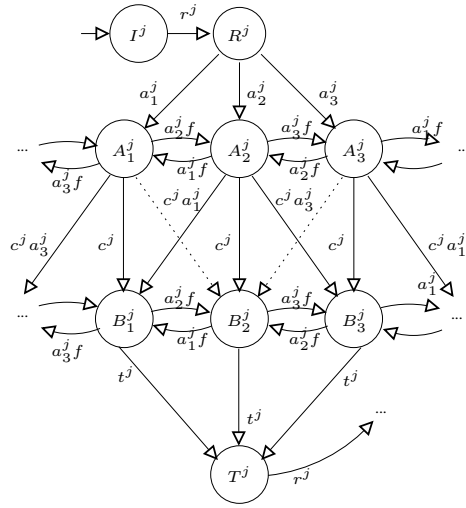 r^j
I^j R^j
a_1^j a_2^j a_3^j
a_2^j f a_3^j f a_1^j f
... A_1^j A_2^j A_3^j ...
a_3^j f a_1^j f a_2^j f
c^j a_1^j c^j a_3^j
c^j a_3^j c^j c^j c^j c^j a_1^j
a_1^j
a_2^j f a_3^j f
... B_1^j B_2^j B_3^j ...
a_3^j f a_1^j f a_2^j f
t^j t^j
...
t^j
T^j r^j